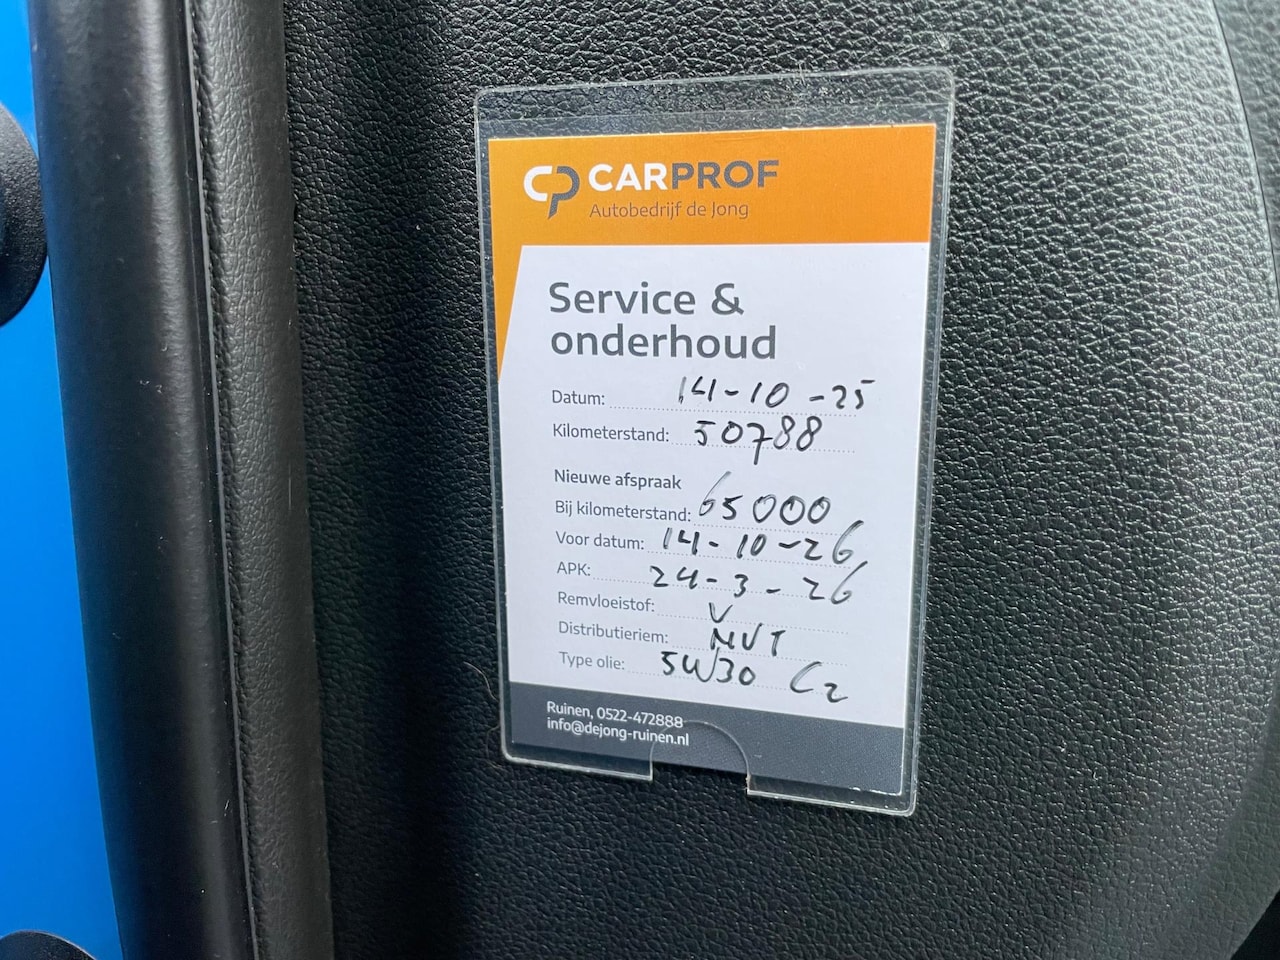 CP CARPROF
Autobedrijf de Jong
Service &
onderhoud
Datum: 14-10-25
Kilometerstand: 50788
Nieuwe afspraak
Bij kilometerstand: 65000
Voor datum: 14-10-26
APK: 24-3-26
Remvloeistof: V
Distributieriem: NVT
Type olie: 5W30 C2
Ruinen, 0522-472888
info@dejong-ruinen.nl